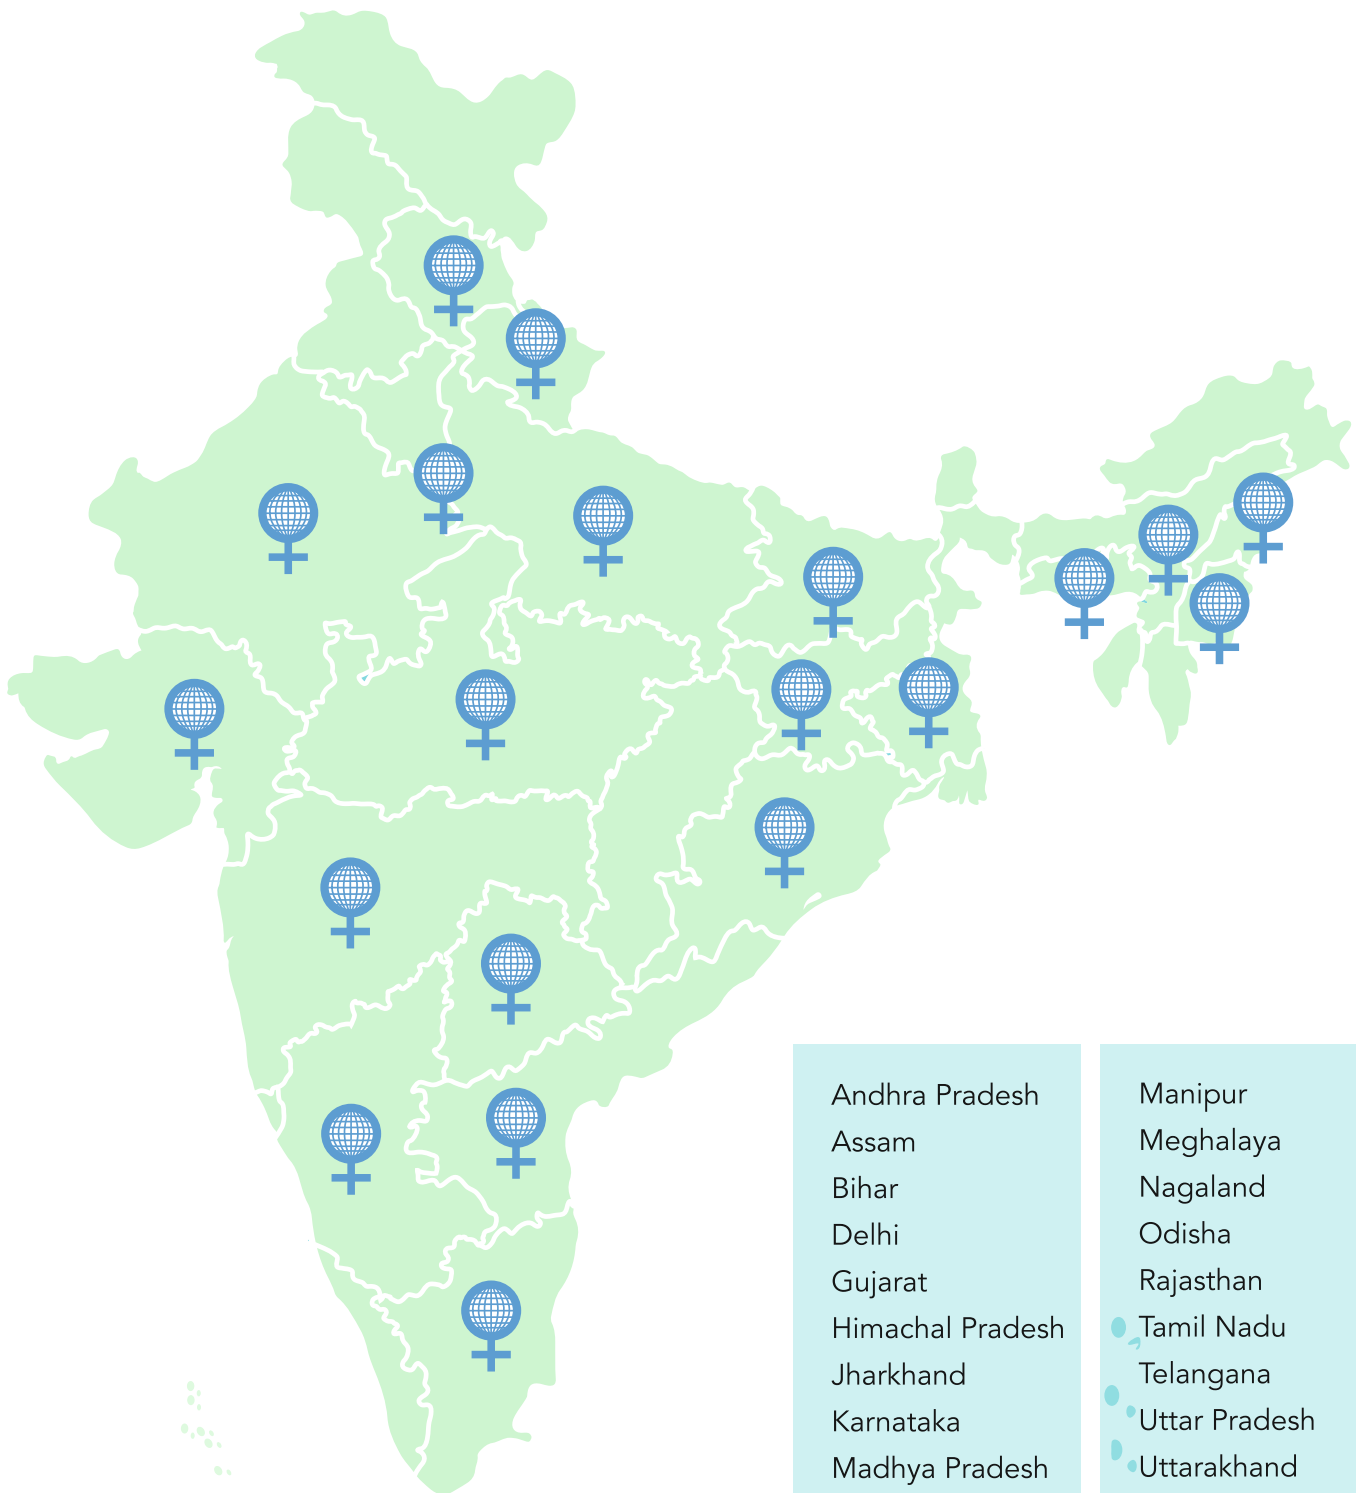 Andhra Pradesh
Assam
Bihar
Delhi
Gujarat
Himachal Pradesh
Jharkhand
Karnataka
Madhya Pradesh
Manipur
Meghalaya
Nagaland
Odisha
Rajasthan
Tamil Nadu
Telangana
Uttar Pradesh
Uttarakhand